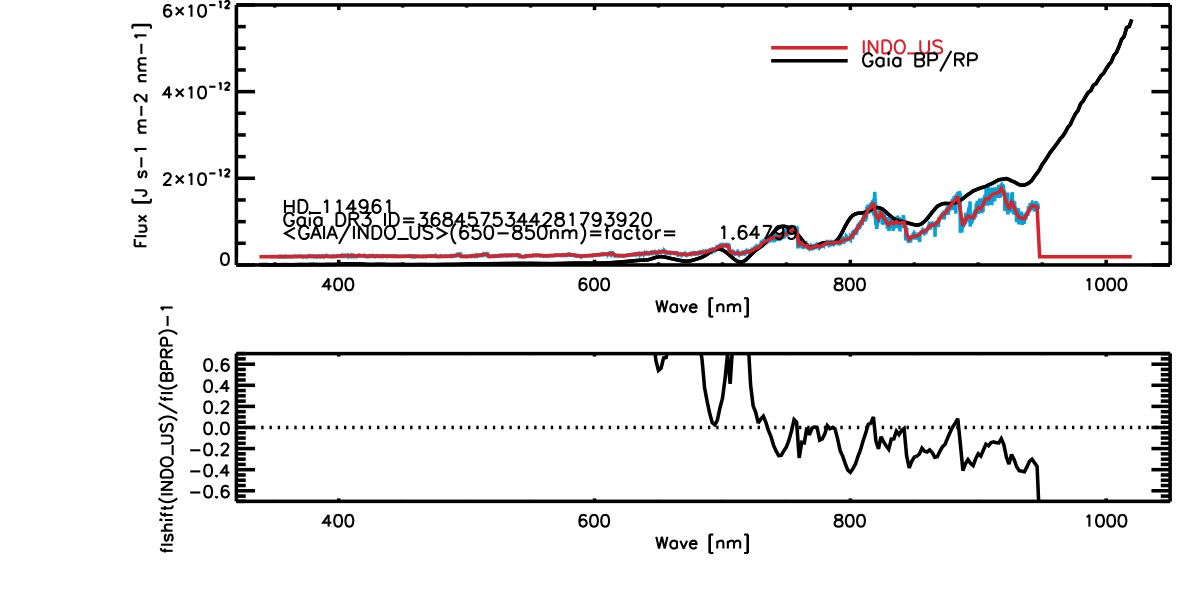 6×10−12
4×10−12
2×10−12
0
Flux [J s−1 m−2 nm−1]
INDO_US
Gaia BP/RP
HD_114961
Gaia DR3 ID=3684575344281793920
<GAIA/INDO_US>(650−850nm)=factor= 1.64799
400 600 800 1000
Wave [nm]
flshift(INDO_US)/fl(BPRP)−1
0.6
0.4
0.2
0.0
−0.2
−0.4
−0.6
400 600 800 1000
Wave [nm]